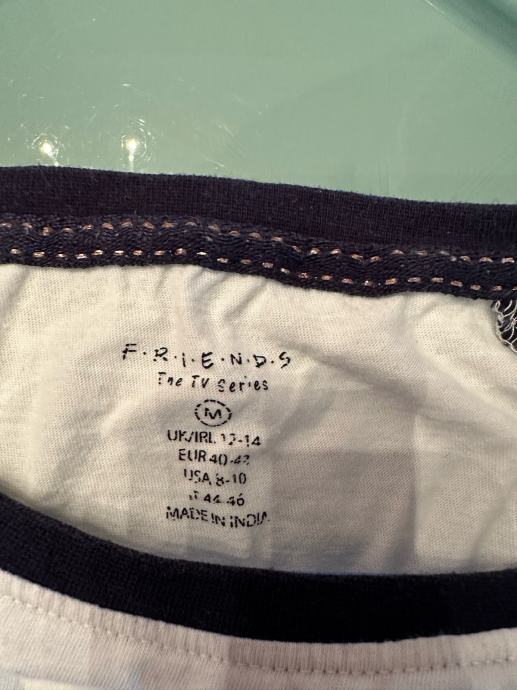 F·R·I·E·N·D·S
The TV Series
M
UK/IRL 12-14
EUR 40-42
USA 8-10
IT 44-46
MADE IN INDIA